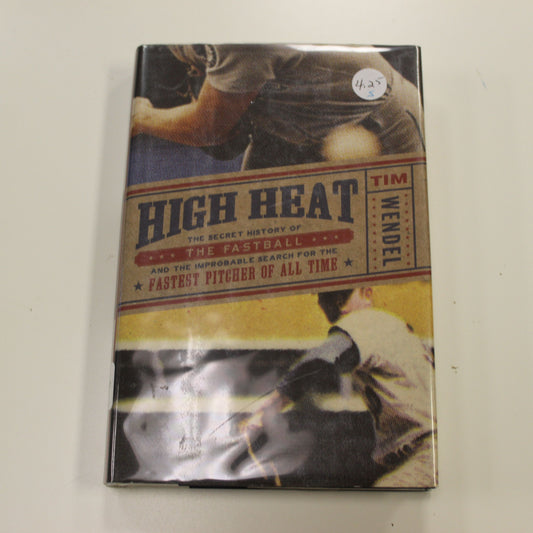 4.25
S
HIGH HEAT
THE SECRET HISTORY OF
THE FASTBALL
AND THE IMPROBABLE SEARCH FOR THE
FASTEST PITCHER OF ALL TIME
TIM
WENDEL